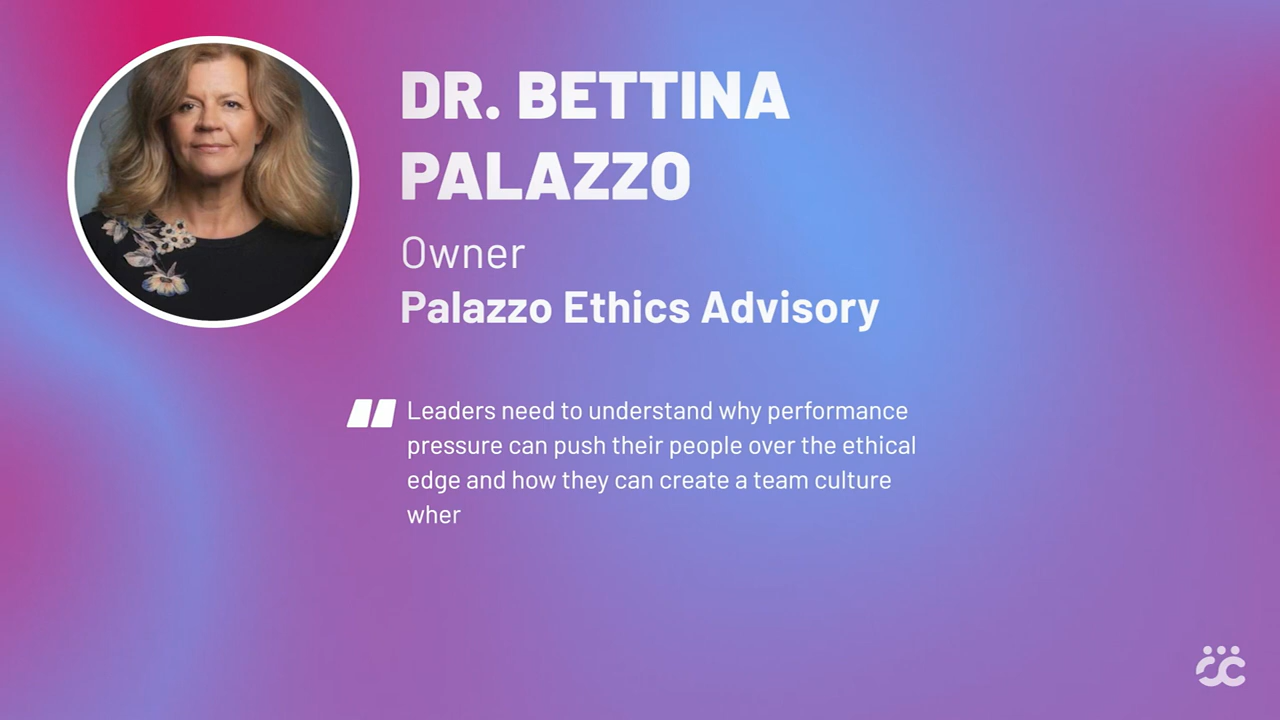 DR. BETTINA
PALAZZO
Owner
Palazzo Ethics Advisory
Leaders need to understand why performance
pressure can push their people over the ethical
edge and how they can create a team culture
wher